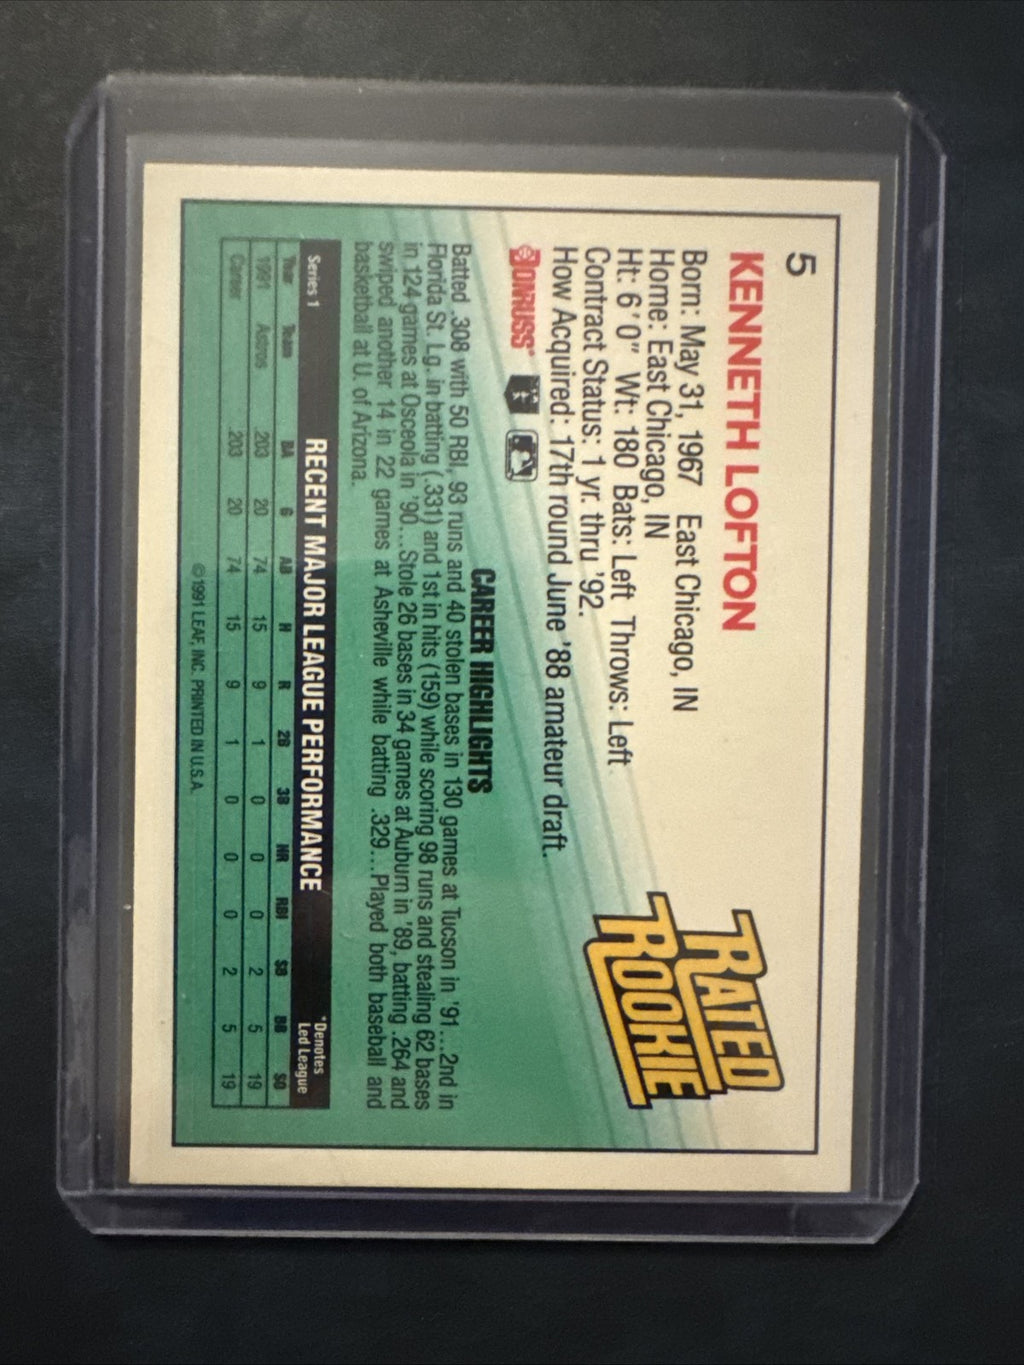 5
KENNETH LOFTON
Born: May 31, 1967 East Chicago, IN
Home: East Chicago, IN
Ht: 6'0" Wt: 180 Bats: Left Throws: Left
Contract Status: 1 yr. thru '92.
How Acquired: 17th round June '88 amateur draft.
RATED
ROOKIE
DONRUSS
CAREER HIGHLIGHTS
Batted .308 with 50 RBI, 93 runs and 40 stolen bases in 130 games at Tucson in '91...2nd in
Florida St. Lg. in batting (.331) and 1st in hits (159) while scoring 98 runs and stealing 62 bases
in 124 games at Osceola in '90...Stole 26 bases in 34 games at Auburn in '89, batting .264 and
swiped another 14 in 22 games at Asheville while batting .329...Played both baseball and
basketball at U. of Arizona.
Series 1 RECENT MAJOR LEAGUE PERFORMANCE *Denotes
Led League
Year Team BA G AB H R 2B 3B HR RBI SB BB SO
1991 Astros .203 20 74 15 9 1 0 0 0 2 5 19
Career .203 20 74 15 9 1 0 0 0 2 5 19
©1991 LEAF, INC. PRINTED IN U.S.A.